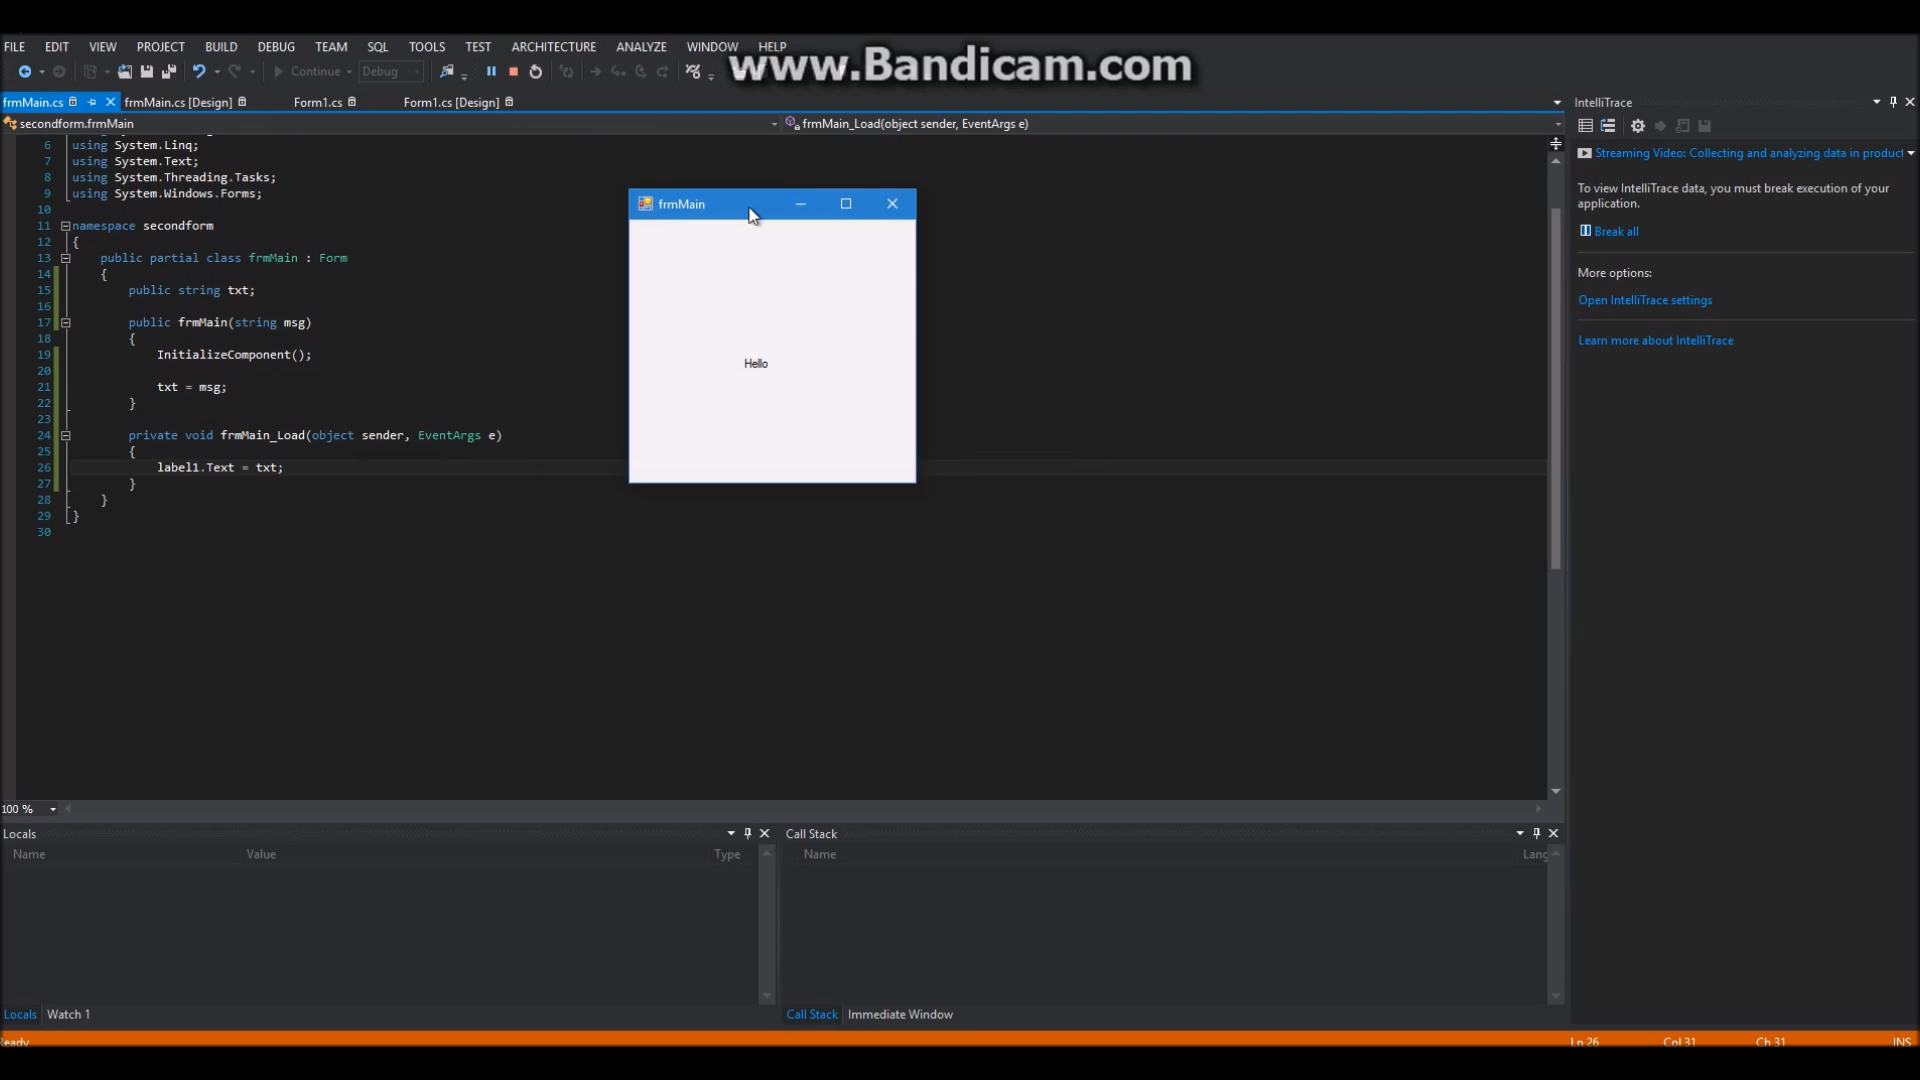 FILE EDIT VIEW PROJECT BUILD DEBUG TEAM SQL TOOLS TEST ARCHITECTURE ANALYZE WINDOW HELP
www.Bandicam.com
Continue Debug
frmMain.cs frmMain.cs [Design] Form1.cs Form1.cs [Design]
IntelliTrace
secondform.frmMain
frmMain_Load(object sender, EventArgs e)
6 using System.Linq;
7 using System.Text;
8 using System.Threading.Tasks;
9 using System.Windows.Forms;
10
11 namespace secondform
12 {
13 public partial class frmMain : Form
14 {
15 public string txt;
16
17 public frmMain(string msg)
18 {
19 InitializeComponent();
20
21 txt = msg;
22 }
23
24 private void frmMain_Load(object sender, EventArgs e)
25 {
26 label1.Text = txt;
27 }
28 }
29 }
30
frmMain
Hello
Streaming Video: Collecting and analyzing data in product
To view IntelliTrace data, you must break execution of your
application.
Break all
More options:
Open IntelliTrace settings
Learn more about IntelliTrace
100 %
Locals
Name Value Type
Call Stack
Name Lang
Locals Watch 1
Call Stack Immediate Window
eady Ln 26 Col 31 Ch 31 INS